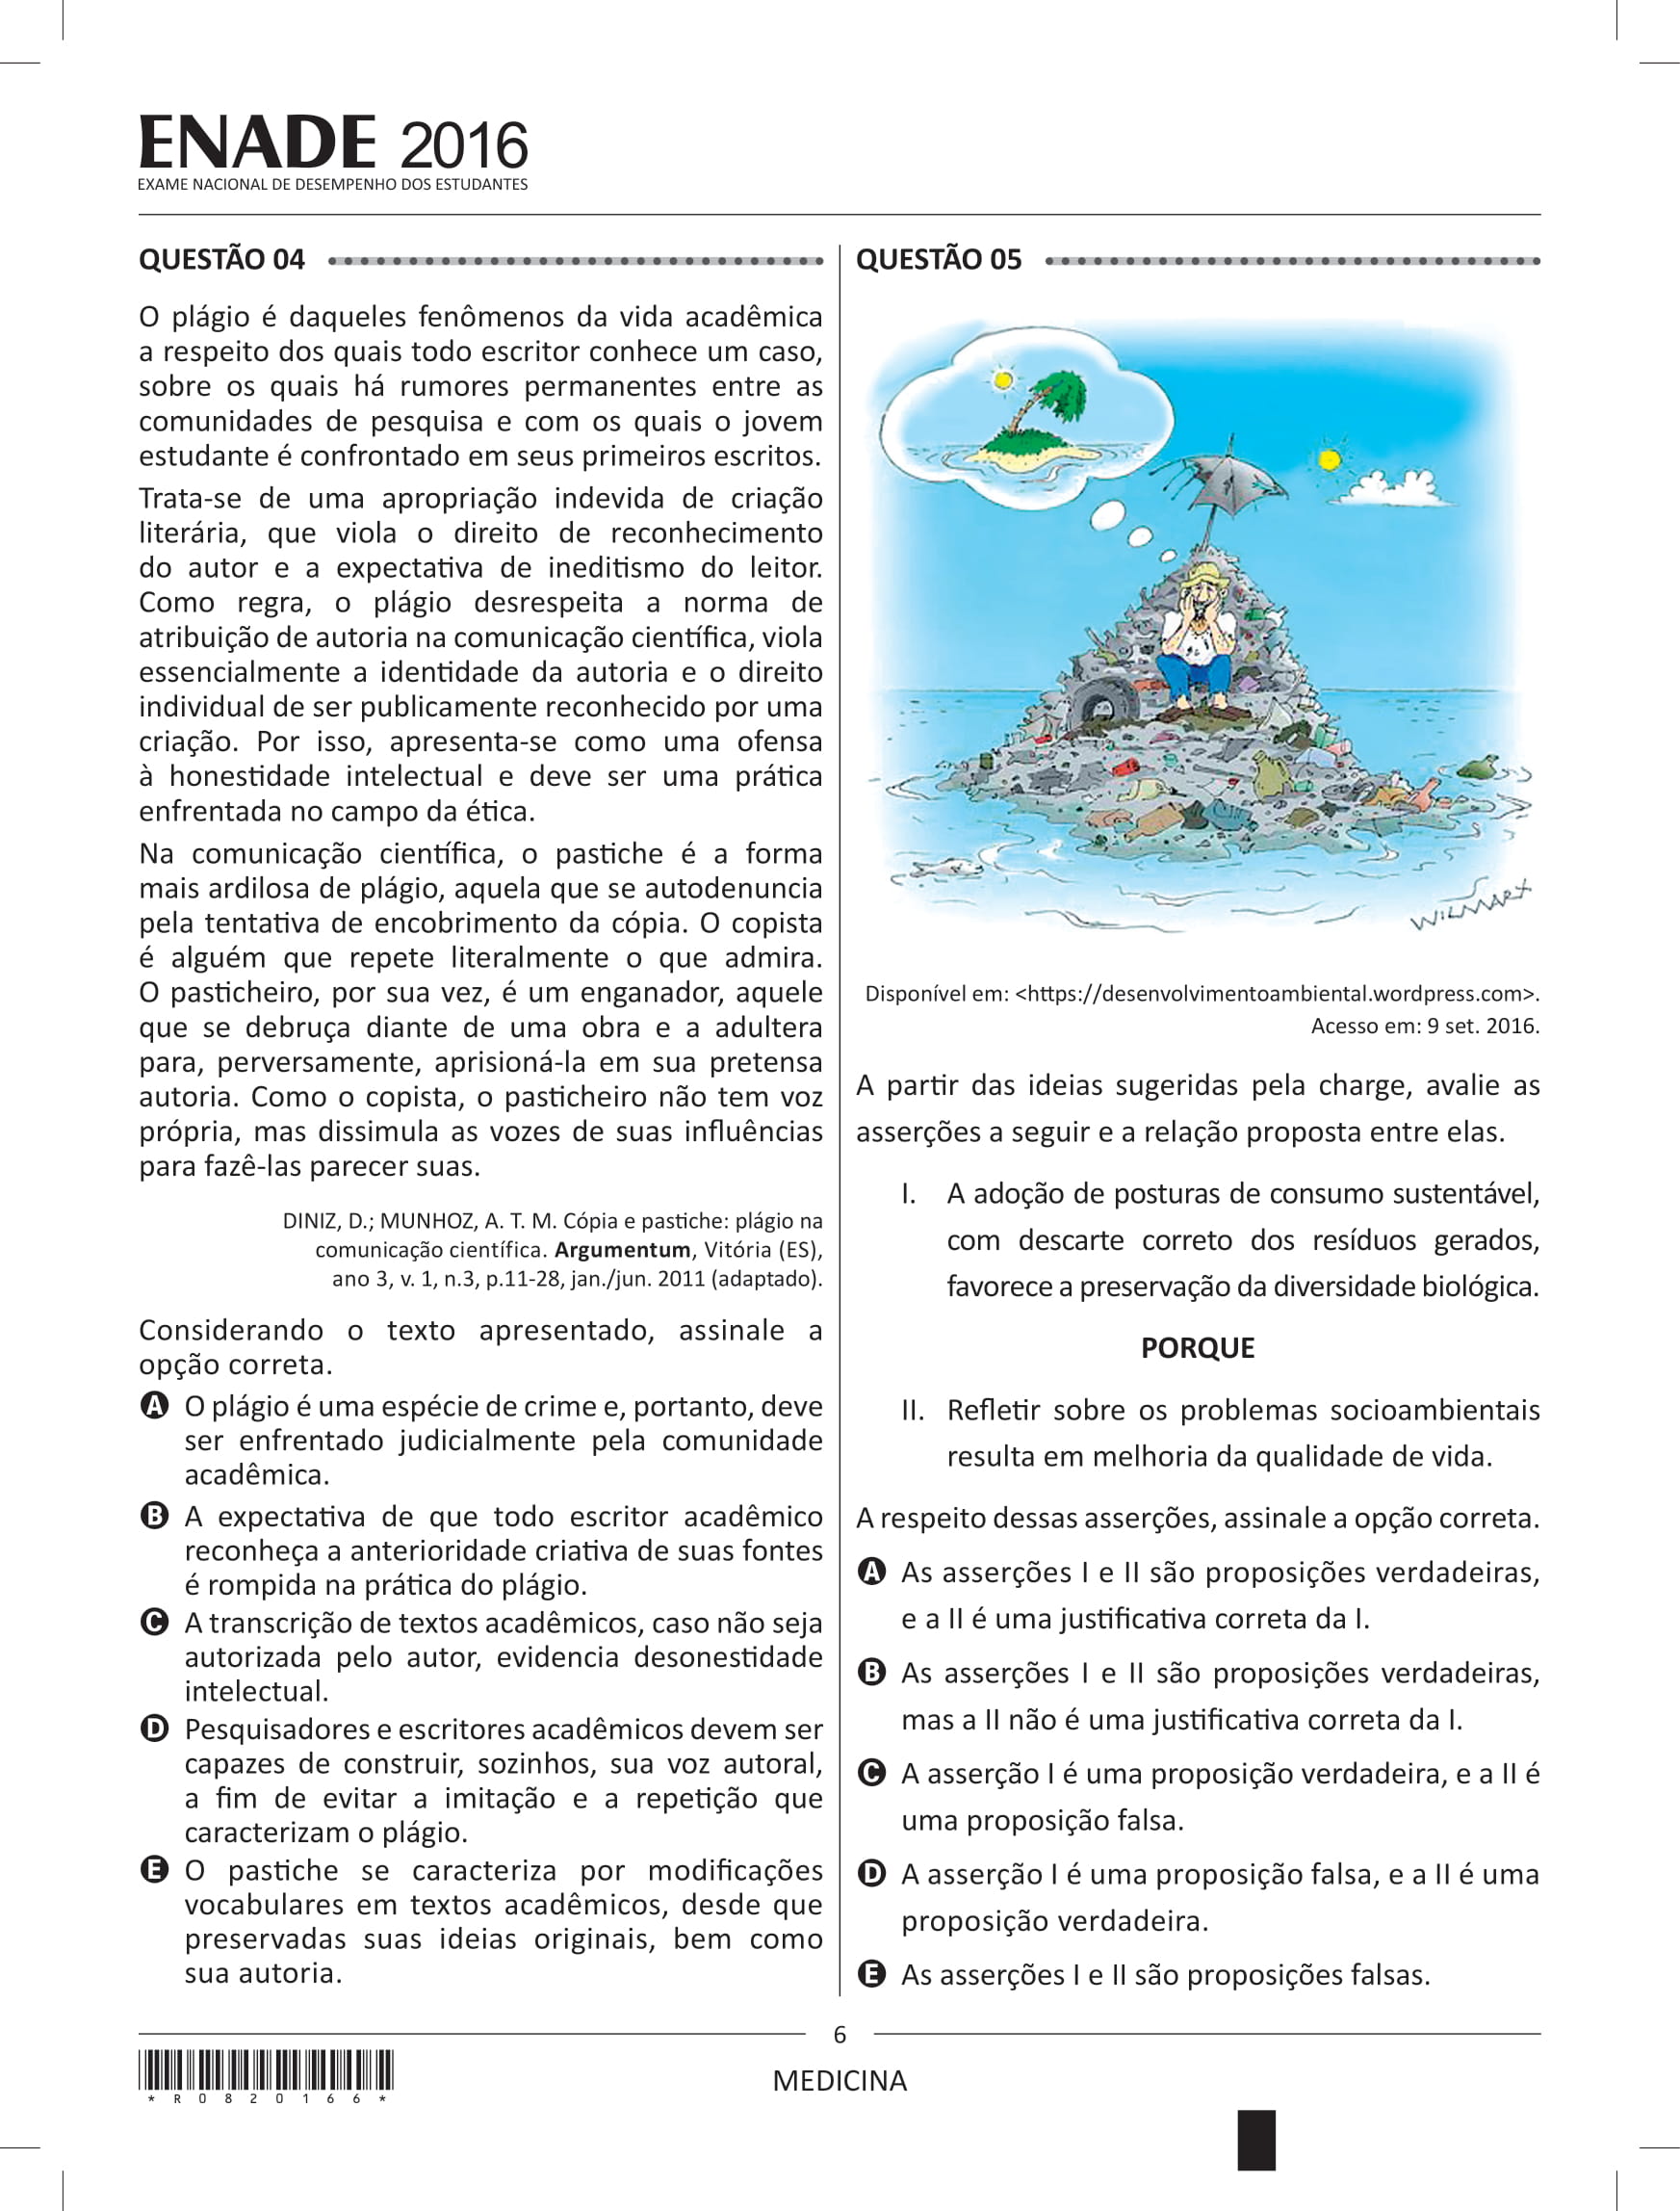 ENADE 2016
EXAME NACIONAL DE DESEMPENHO DOS ESTUDANTES
QUESTÃO 04
O plágio é daqueles fenômenos da vida acadêmica
a respeito dos quais todo escritor conhece um caso,
sobre os quais há rumores permanentes entre as
comunidades de pesquisa e com os quais o jovem
estudante é confrontado em seus primeiros escritos.
Trata-se de uma apropriação indevida de criação
literária, que viola o direito de reconhecimento
do autor e a expectativa de ineditismo do leitor.
Como regra, o plágio desrespeita a norma de
atribuição de autoria na comunicação científica, viola
essencialmente a identidade da autoria e o direito
individual de ser publicamente reconhecido por uma
criação. Por isso, apresenta-se como uma ofensa
à honestidade intelectual e deve ser uma prática
enfrentada no campo da ética.
Na comunicação científica, o pastiche é a forma
mais ardilosa de plágio, aquela que se autodenuncia
pela tentativa de encobrimento da cópia. O copista
é alguém que repete literalmente o que admira.
O pasticheiro, por sua vez, é um enganador, aquele
que se debruça diante de uma obra e a adultera
para, perversamente, aprisioná-la em sua pretensa
autoria. Como o copista, o pasticheiro não tem voz
própria, mas dissimula as vozes de suas influências
para fazê-las parecer suas.
DINIZ, D.; MUNHOZ, A. T. M. Cópia e pastiche: plágio na
comunicação científica. Argumentum, Vitória (ES),
ano 3, v. 1, n.3, p.11-28, jan./jun. 2011 (adaptado).
Considerando o texto apresentado, assinale a
opção correta.
A O plágio é uma espécie de crime e, portanto, deve
ser enfrentado judicialmente pela comunidade
acadêmica.
B A expectativa de que todo escritor acadêmico
reconheça a anterioridade criativa de suas fontes
é rompida na prática do plágio.
C A transcrição de textos acadêmicos, caso não seja
autorizada pelo autor, evidencia desonestidade
intelectual.
D Pesquisadores e escritores acadêmicos devem ser
capazes de construir, sozinhos, sua voz autoral,
a fim de evitar a imitação e a repetição que
caracterizam o plágio.
E O pastiche se caracteriza por modificações
vocabulares em textos acadêmicos, desde que
preservadas suas ideias originais, bem como
sua autoria.
QUESTÃO 05
WILMARX
Disponível em: <https://desenvolvimentoambiental.wordpress.com>.
Acesso em: 9 set. 2016.
A partir das ideias sugeridas pela charge, avalie as
asserções a seguir e a relação proposta entre elas.
I. A adoção de posturas de consumo sustentável,
com descarte correto dos resíduos gerados,
favorece a preservação da diversidade biológica.
PORQUE
II. Refletir sobre os problemas socioambientais
resulta em melhoria da qualidade de vida.
A respeito dessas asserções, assinale a opção correta.
A As asserções I e II são proposições verdadeiras,
e a II é uma justificativa correta da I.
B As asserções I e II são proposições verdadeiras,
mas a II não é uma justificativa correta da I.
C A asserção I é uma proposição verdadeira, e a II é
uma proposição falsa.
D A asserção I é uma proposição falsa, e a II é uma
proposição verdadeira.
E As asserções I e II são proposições falsas.
6
MEDICINA
* R 0 8 2 0 1 6 6 *